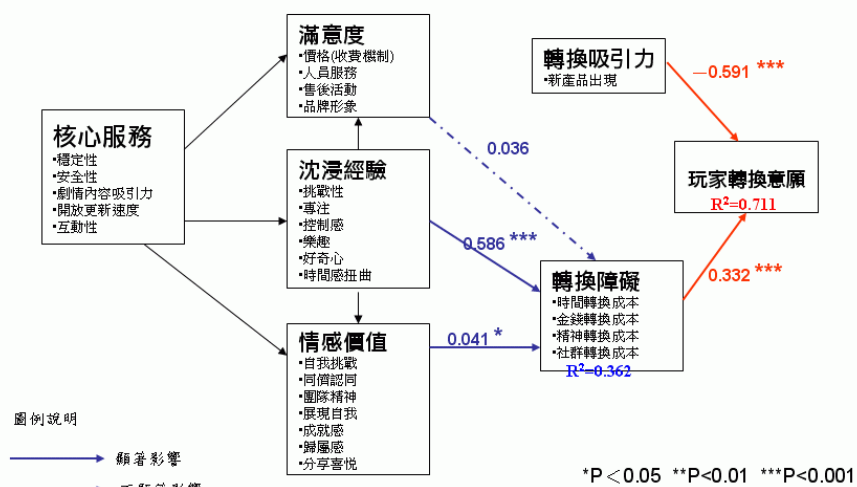 滿意度
▪價格(收費機制)
▪人員服務
▪售後活動
▪品牌形象
轉換吸引力
▪新產品出現
－0.591 ***
核心服務
▪穩定性
▪安全性
▪劇情內容吸引力
▪開放更新速度
▪互動性
0.036
沈浸經驗
▪挑戰性
▪專注
▪控制感
▪樂趣
▪好奇心
▪時間感扭曲
0.586 ***
玩家轉換意願
R²=0.711
轉換障礙
▪時間轉換成本
▪金錢轉換成本
▪精神轉換成本
▪社群轉換成本
R²=0.362
0.332 ***
情感價值
▪自我挑戰
▪同儕認同
▪團隊精神
▪展現自我
▪成就感
▪歸屬感
▪分享喜悅
0.041 *
圖例說明
顯著影響
*P＜0.05 **P<0.01 ***P<0.001